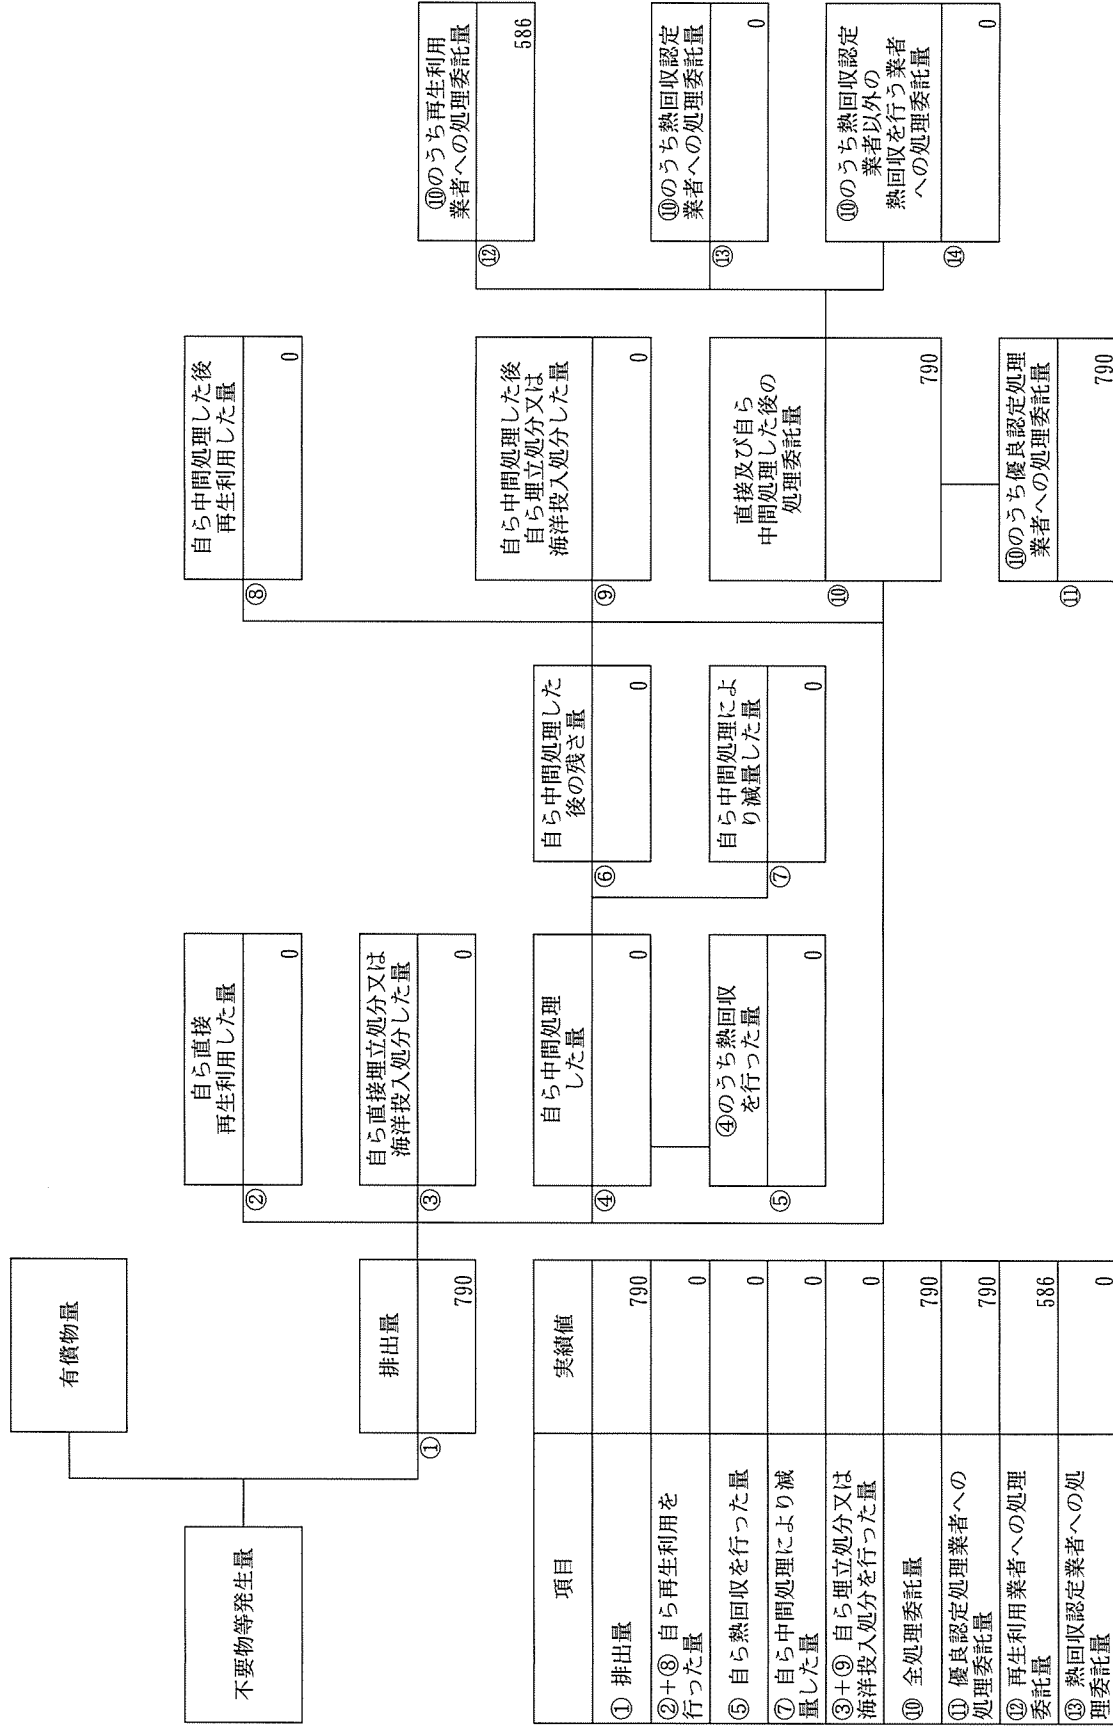 不要物等発生量
有償物量
排出量
①
790
自ら直接
再生利用した量
②
0
自ら直接埋立処分又は
海洋投入処分した量
③
0
自ら中間処理
した量
④
0
④のうち熱回収
を行った量
⑤
0
自ら中間処理した
後の残さ量
⑥
0
自ら中間処理によ
り減量した量
⑦
0
自ら中間処理した後
再生利用した量
⑧
0
自ら中間処理した後
自ら埋立処分又は
海洋投入処分した量
⑨
0
直接及び自ら
中間処理した後の
処理委託量
⑩
790
⑩のうち優良認定処理
業者への処理委託量
⑪
790
⑩のうち再生利用
業者への処理委託量
⑫
586
⑩のうち熱回収認定
業者への処理委託量
⑬
0
⑩のうち熱回収認定
業者以外の
熱回収を行う業者
への処理委託量
⑭
0
項目 実績値
① 排出量 790
②+⑧ 自ら再生利用を
行った量 0
⑤ 自ら熱回収を行った量 0
⑦ 自ら中間処理により減
量した量 0
③+⑨ 自ら埋立処分又は
海洋投入処分を行った量 0
⑩ 全処理委託量 790
⑪ 優良認定処理業者への
処理委託量 790
⑫ 再生利用業者への処理
委託量 586
⑬ 熱回収認定業者への処
理委託量 0